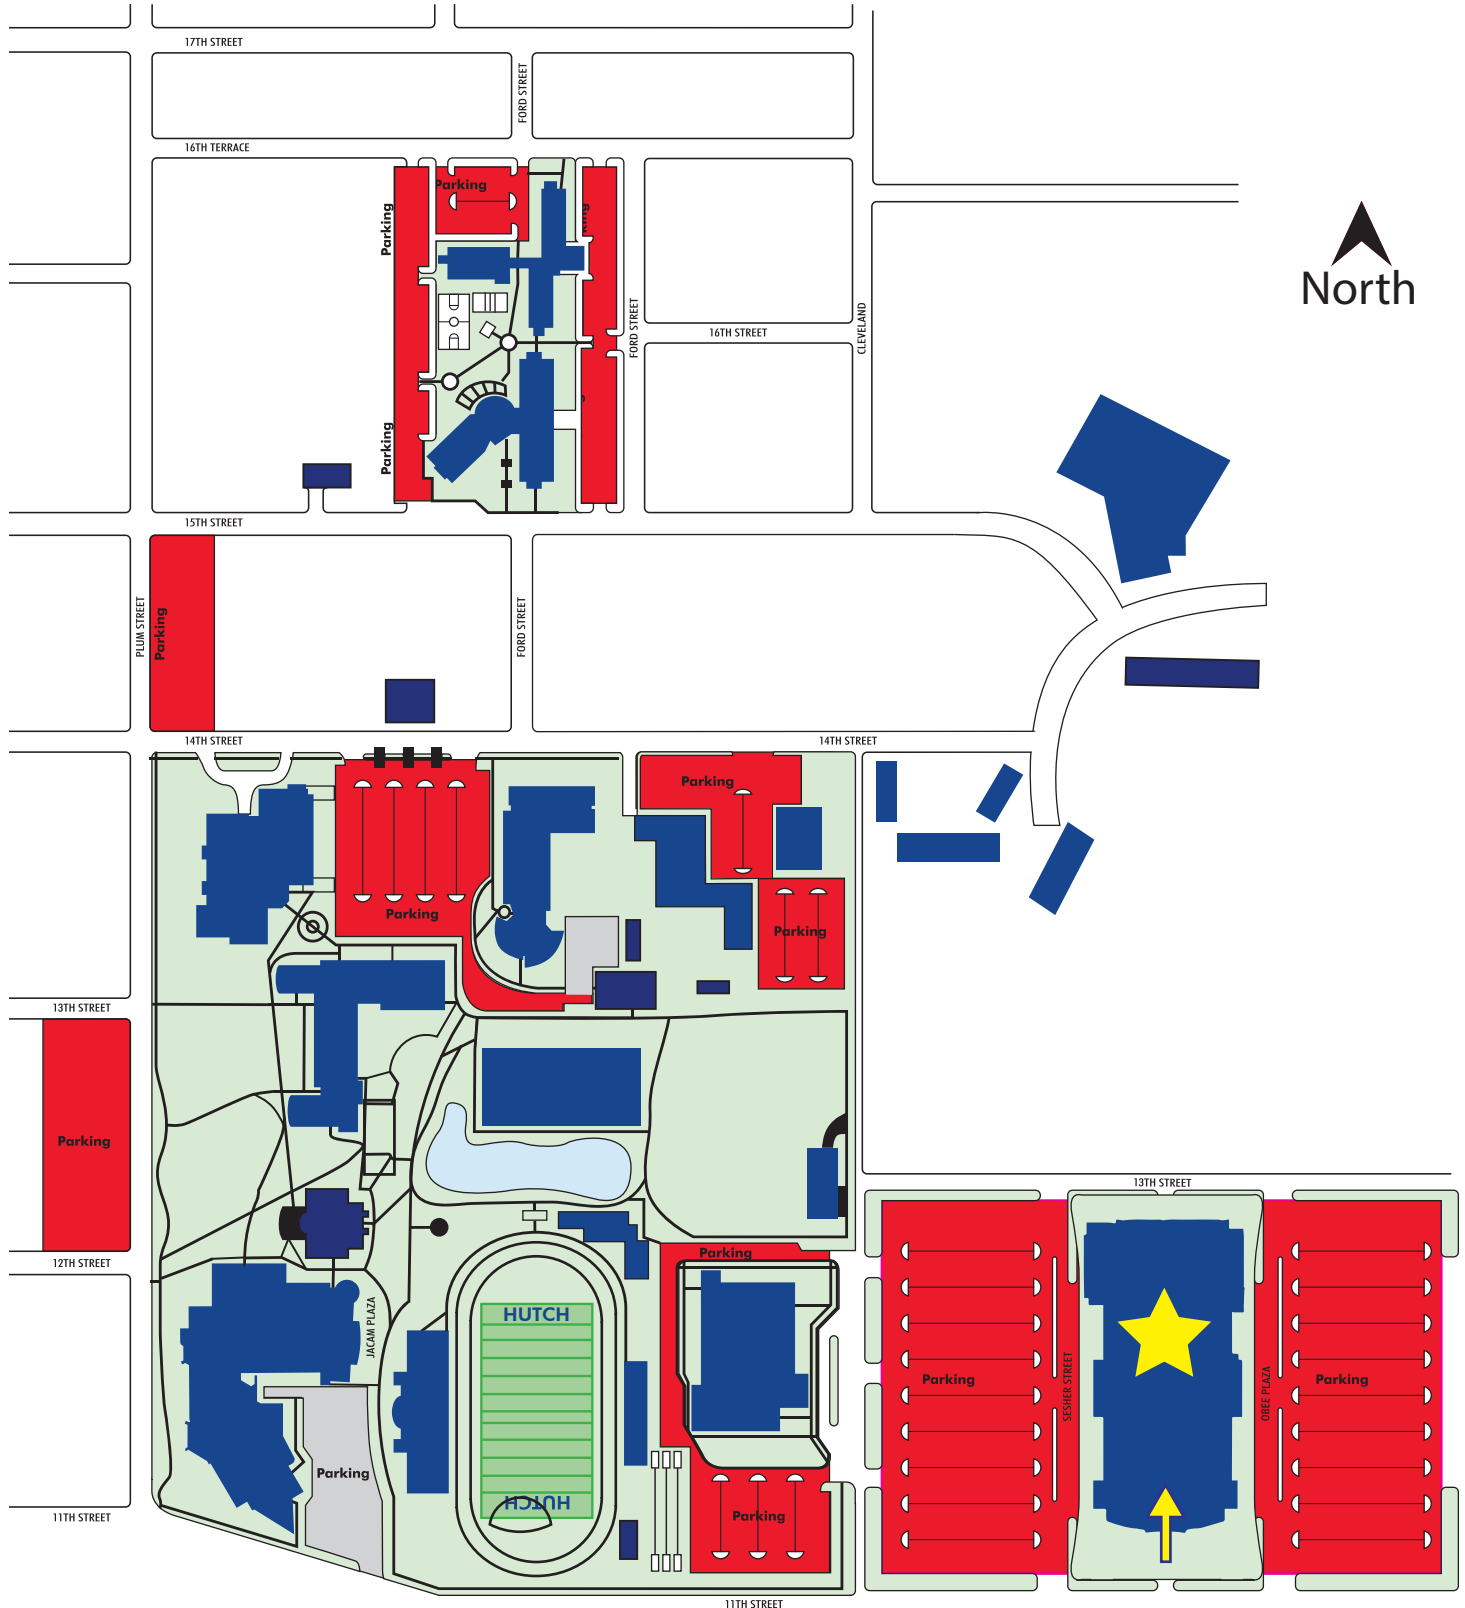 17TH STREET
FORD STREET
16TH TERRACE
Parking
Parking
North
FORD STREET
CLEVELAND
16TH STREET
Parking
15TH STREET
PLUM STREET
Parking
FORD STREET
14TH STREET
14TH STREET
Parking
Parking
Parking
13TH STREET
Parking
13TH STREET
Parking
12TH STREET
JACAM PLAZA
HUTCH
SESHER STREET
OBEE PLAZA
Parking
Parking
Parking
HUTCH
Parking
11TH STREET
11TH STREET